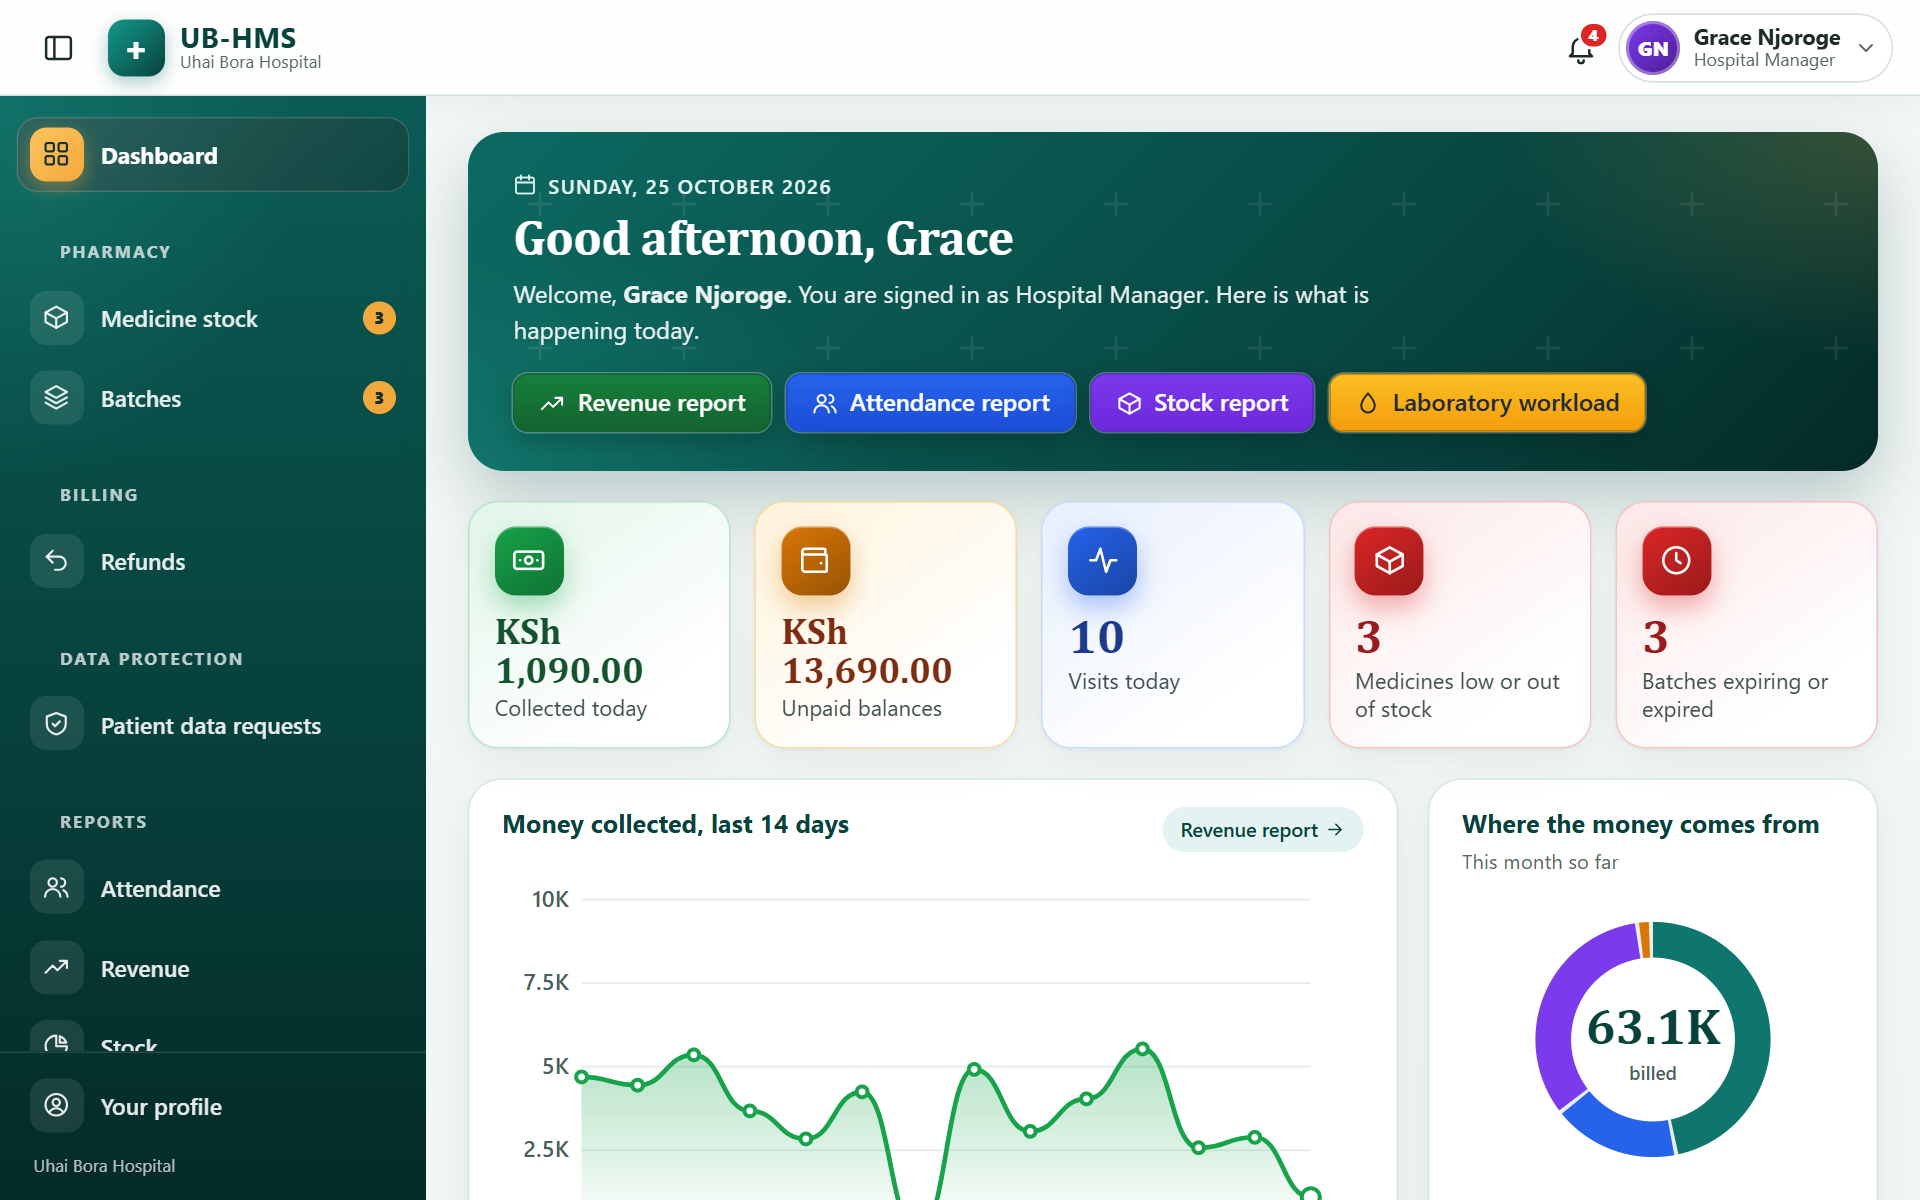 UB-HMS
Uhai Bora Hospital
4
GN
Grace Njoroge
Hospital Manager
Dashboard
PHARMACY
Medicine stock
3
Batches
3
BILLING
Refunds
DATA PROTECTION
Patient data requests
REPORTS
Attendance
Revenue
Stock
Your profile
Uhai Bora Hospital
SUNDAY, 25 OCTOBER 2026
Good afternoon, Grace
Welcome, Grace Njoroge. You are signed in as Hospital Manager. Here is what is
happening today.
Revenue report
Attendance report
Stock report
Laboratory workload
KSh
1,090.00
Collected today
KSh
13,690.00
Unpaid balances
10
Visits today
3
Medicines low or out
of stock
3
Batches expiring or
expired
Money collected, last 14 days
Revenue report
10K
7.5K
5K
2.5K
Where the money comes from
This month so far
63.1K
billed